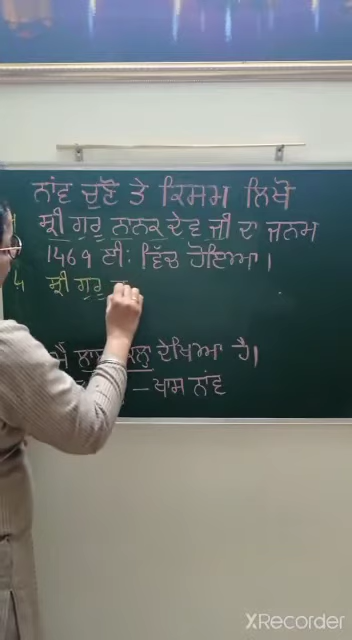 ਨਾਂਵ ਚੁਣੋ ਤੇ ਕਿਸਮ ਲਿਖੋ
ਸ਼੍ਰੀ ਗੁਰੂ ਨਾਨਕ ਦੇਵ ਜੀ ਦਾ ਜਨਮ
1469 ਈ: ਵਿੱਚ ਹੋਇਆ।
ਸ਼੍ਰੀ ਗੁਰੂ
ਦੇਖਿਆ ਹੈ।
— ਖਾਸ ਨਾਂਵ
XRecorder